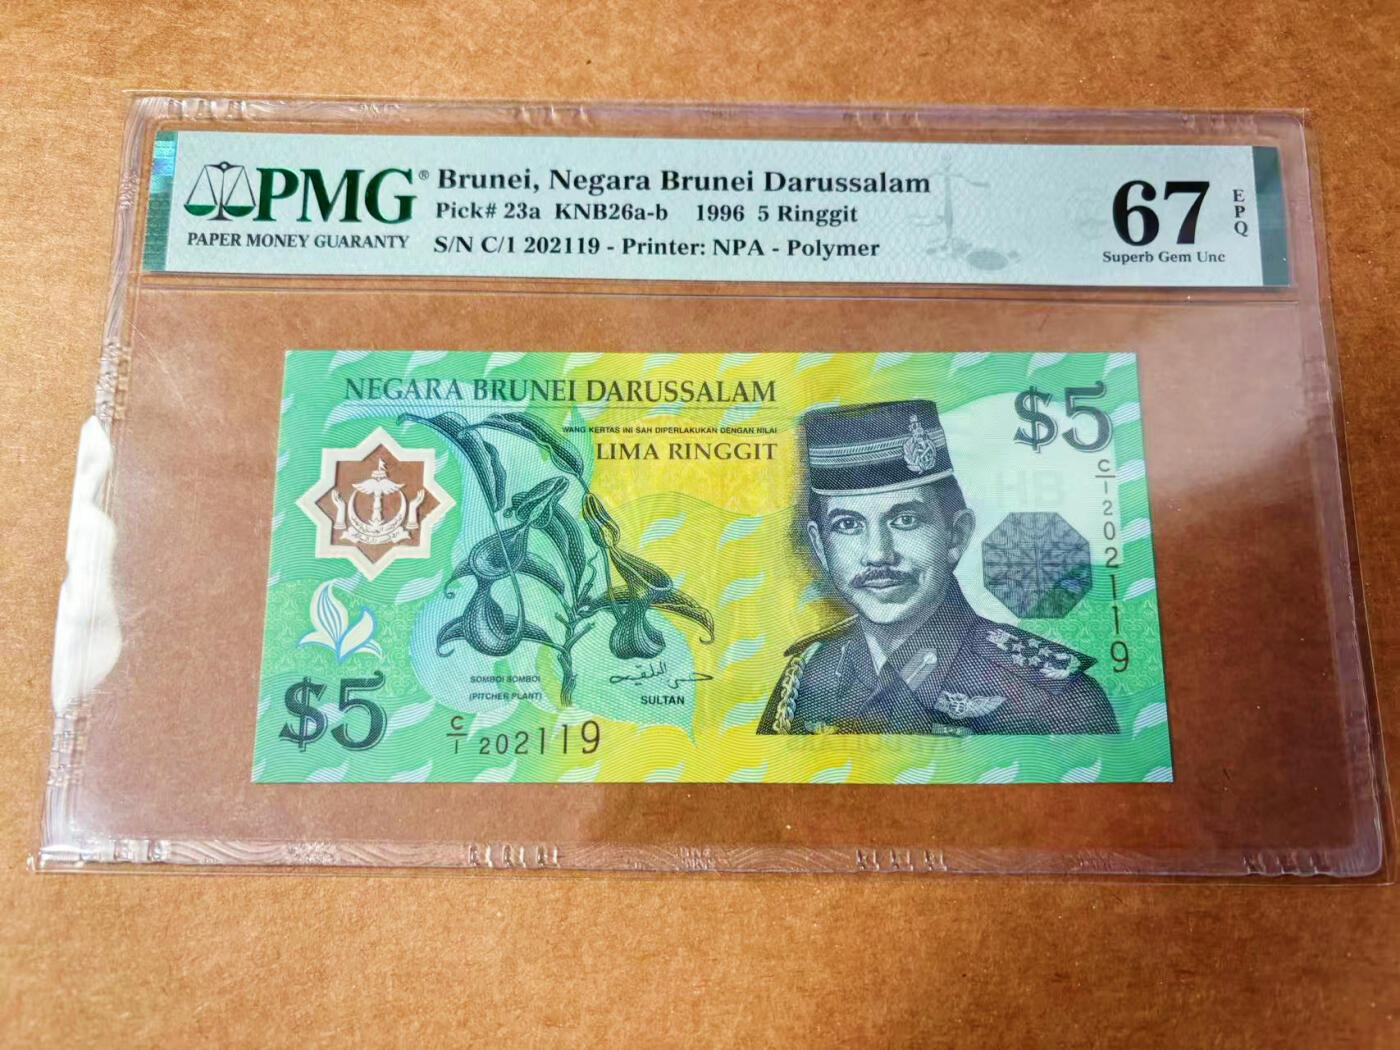 PMG®
PAPER MONEY GUARANTY
Brunei, Negara Brunei Darussalam
Pick# 23a KNB26a-b 1996 5 Ringgit
S/N C/1 202119 - Printer: NPA - Polymer
67
EPQ
Superb Gem Unc
NEGARA BRUNEI DARUSSALAM
WANG KERTAS INI SAH DIPERLAKUKAN DENGAN NILAI
LIMA RINGGIT
$5
C/1 202119
SOMBOI SOMBOI
(PITCHER PLANT)
SULTAN
$5
C/1 202119